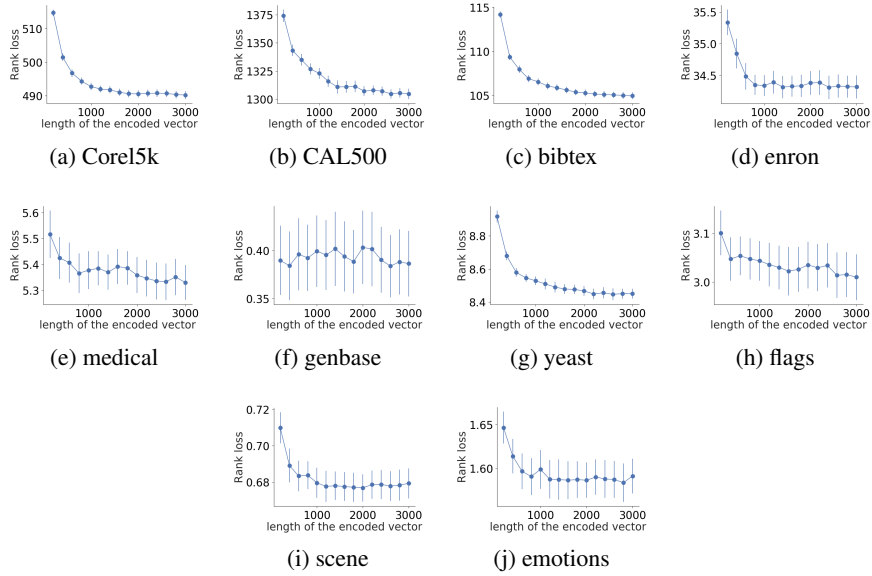 515
500
490
Rank loss
1000 2000 3000
length of the encoded vector
(a) Corel5k
1375
1350
1325
1300
Rank loss
1000 2000 3000
length of the encoded vector
(b) CAL500
115
110
105
Rank loss
1000 2000 3000
length of the encoded vector
(c) bibtex
35.5
35.0
34.5
Rank loss
1000 2000 3000
length of the encoded vector
(d) enron
5.6
5.5
5.4
5.3
Rank loss
1000 2000 3000
length of the encoded vector
(e) medical
0.40
0.35
Rank loss
1000 2000 3000
length of the encoded vector
(f) genbase
8.8
8.6
8.4
Rank loss
1000 2000 3000
length of the encoded vector
(g) yeast
3.1
3.0
Rank loss
1000 2000 3000
length of the encoded vector
(h) flags
0.72
0.70
0.68
Rank loss
1000 2000 3000
length of the encoded vector
(i) scene
1.65
1.60
Rank loss
1000 2000 3000
length of the encoded vector
(j) emotions